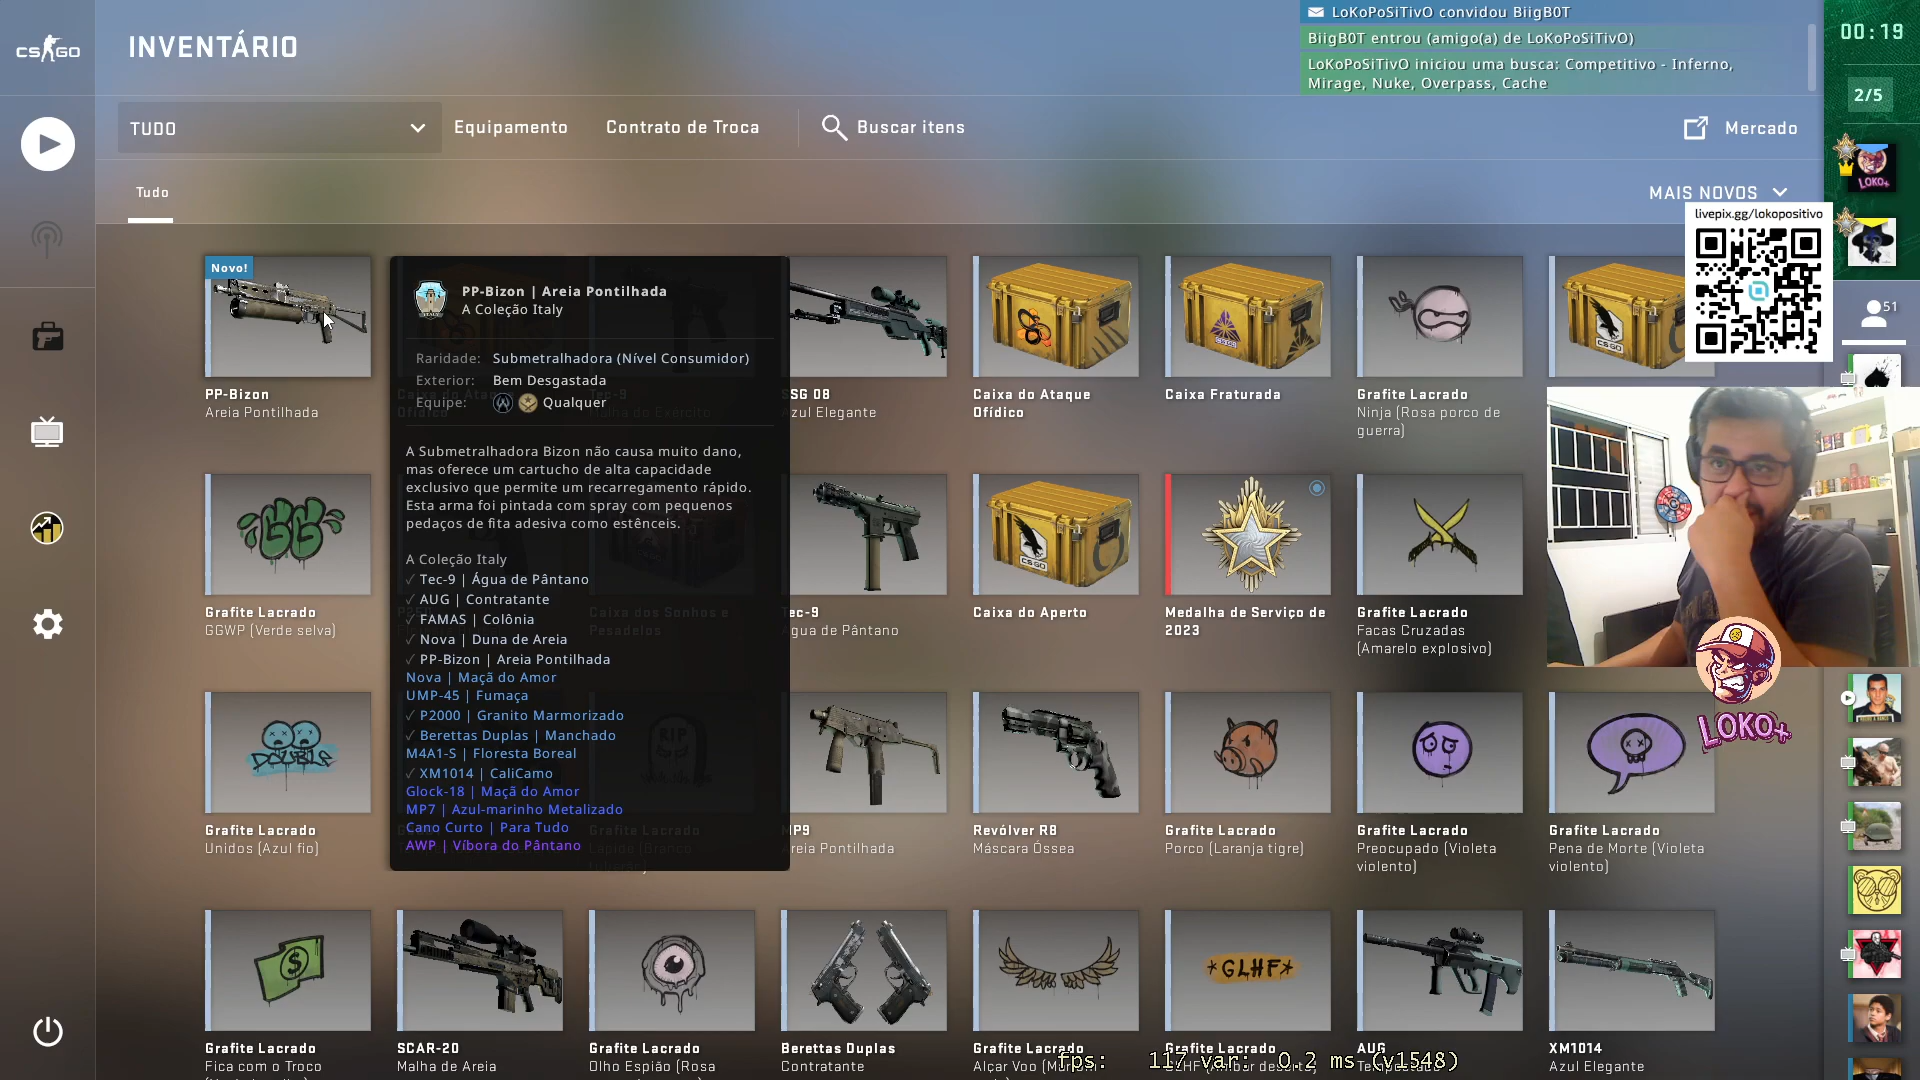 CS GO
INVENTÁRIO
LoKoPoSiTivO convidou BiigB0T
BiigB0T entrou (amigo(a) de LoKoPoSiTivO)
LoKoPoSiTivO iniciou uma busca: Competitivo - Inferno,
Mirage, Nuke, Overpass, Cache
00:19
2/5
TUDO
Equipamento
Contrato de Troca
Buscar itens
Mercado
Tudo
MAIS NOVOS
livepix.gg/lokopositivo
51
Novo!
PP-Bizon
Areia Pontilhada
PP-Bizon | Areia Pontilhada
A Coleção Italy
Raridade: Submetralhadora (Nível Consumidor)
Exterior: Bem Desgastada
Equipe: Qualquer
A Submetralhadora Bizon não causa muito dano,
mas oferece um cartucho de alta capacidade
exclusivo que permite um recarregamento rápido.
Esta arma foi pintada com spray com pequenos
pedaços de fita adesiva como estênceis.
A Coleção Italy
✓ Tec-9 | Água de Pântano
✓ AUG | Contratante
✓ FAMAS | Colônia
✓ Nova | Duna de Areia
✓ PP-Bizon | Areia Pontilhada
Nova | Maçã do Amor
UMP-45 | Fumaça
✓ P2000 | Granito Marmorizado
✓ Berettas Duplas | Manchado
M4A1-S | Floresta Boreal
✓ XM1014 | CaliCamo
Glock-18 | Maçã do Amor
MP7 | Azul-marinho Metalizado
Cano Curto | Para Tudo
AWP | Víbora do Pântano
SSG 08
Azul Elegante
Caixa do Ataque
Ofídico
Caixa Fraturada
Grafite Lacrado
Ninja (Rosa porco de
guerra)
Grafite Lacrado
GGWP (Verde selva)
Tec-9
Água de Pântano
Caixa do Aperto
Medalha de Serviço de
2023
Grafite Lacrado
Facas Cruzadas
(Amarelo explosivo)
LOKO+
Grafite Lacrado
Unidos (Azul fio)
MP9
Areia Pontilhada
Revólver R8
Máscara Óssea
Grafite Lacrado
Porco (Laranja tigre)
Grafite Lacrado
Preocupado (Violeta
violento)
Grafite Lacrado
Pena de Morte (Violeta
violento)
Grafite Lacrado
Fica com o Troco
SCAR-20
Malha de Areia
Grafite Lacrado
Olho Espião (Rosa
Berettas Duplas
Contratante
Grafite Lacrado
Alçar Voo
Grafite Lacrado
AUG
XM1014
Azul Elegante
fps: 117 var: 0.2 ms (v1548)